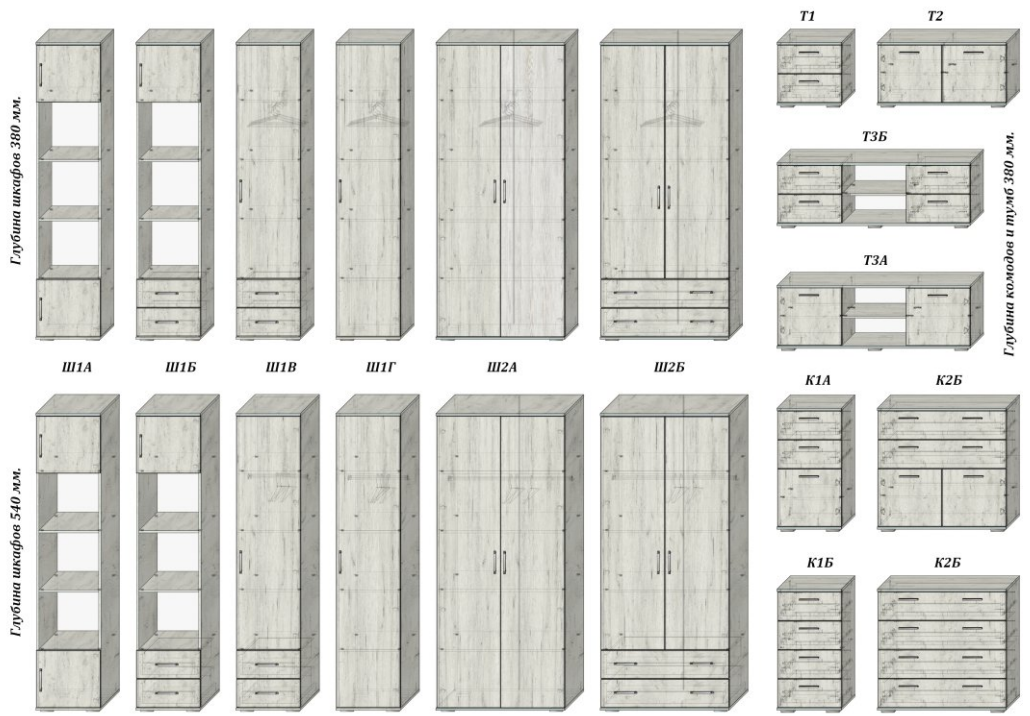 Т1
Т2
Глубина шкафов 380 мм.
Т3Б
Глубина комодов и тумб 380 мм.
Т3А
Ш1А
Ш1Б
Ш1В
Ш1Г
Ш2А
Ш2Б
К1А
К2Б
Глубина шкафов 540 мм.
К1Б
К2Б